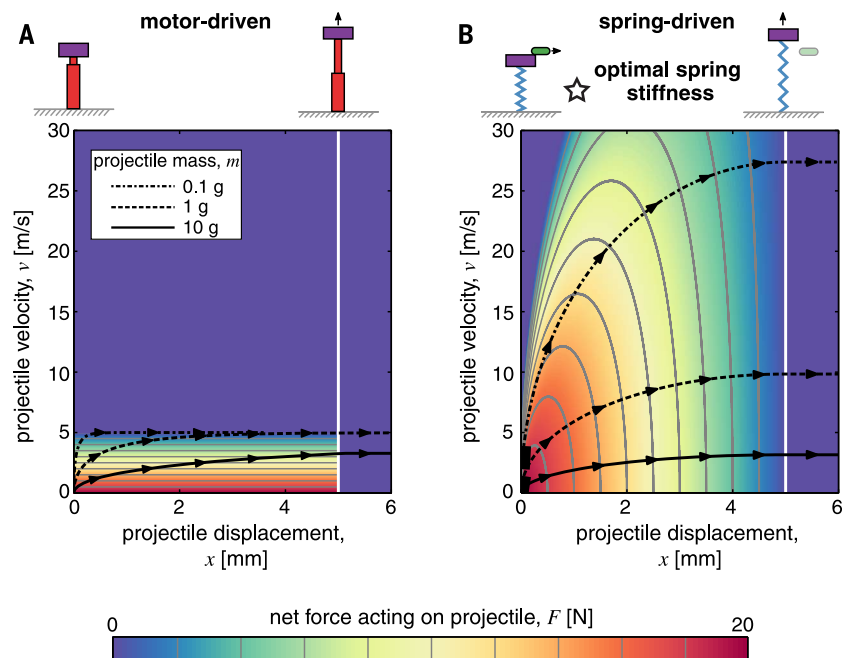 A
motor-driven
B
spring-driven
optimal spring
stiffness
30
25
20
15
10
5
0
projectile velocity, v [m/s]
projectile mass, m
0.1 g
1 g
10 g
0
2
4
6
projectile displacement,
x [mm]
30
25
20
15
10
5
0
projectile velocity, v [m/s]
0
2
4
6
projectile displacement,
x [mm]
0
net force acting on projectile, F [N]
20